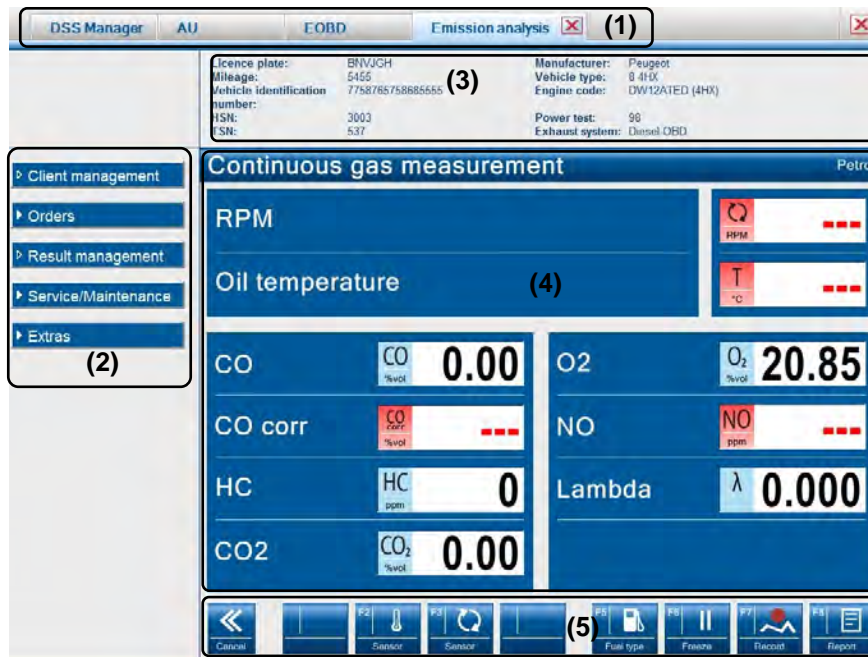 DSS Manager AU EOBD Emission analysis (1)
Licence plate: BNVJGH Manufacturer: Peugeot
Mileage: 5455 Vehicle type: 8 4HX
Vehicle identification number: 7758765758685555 (3) Engine code: DW12ATED (4HX)
HSN: 3003 Power test: 98
TSN: 537 Exhaust system: Diesel OBD
Client management
Orders
Result management
Service/Maintenance
Extras
(2)
Continuous gas measurement Petro
RPM RPM ---
Oil temperature (4) T °C ---
CO CO %vol 0.00
CO corr CO corr %vol ---
HC HC ppm 0
CO2 CO2 %vol 0.00
O2 O2 %vol 20.85
NO NO ppm ---
Lambda λ 0.000
Cancel
F2 Sensor
F3 Sensor
(5)
F5 Fuel type
F6 Freeze
F7 Record
F8 Report